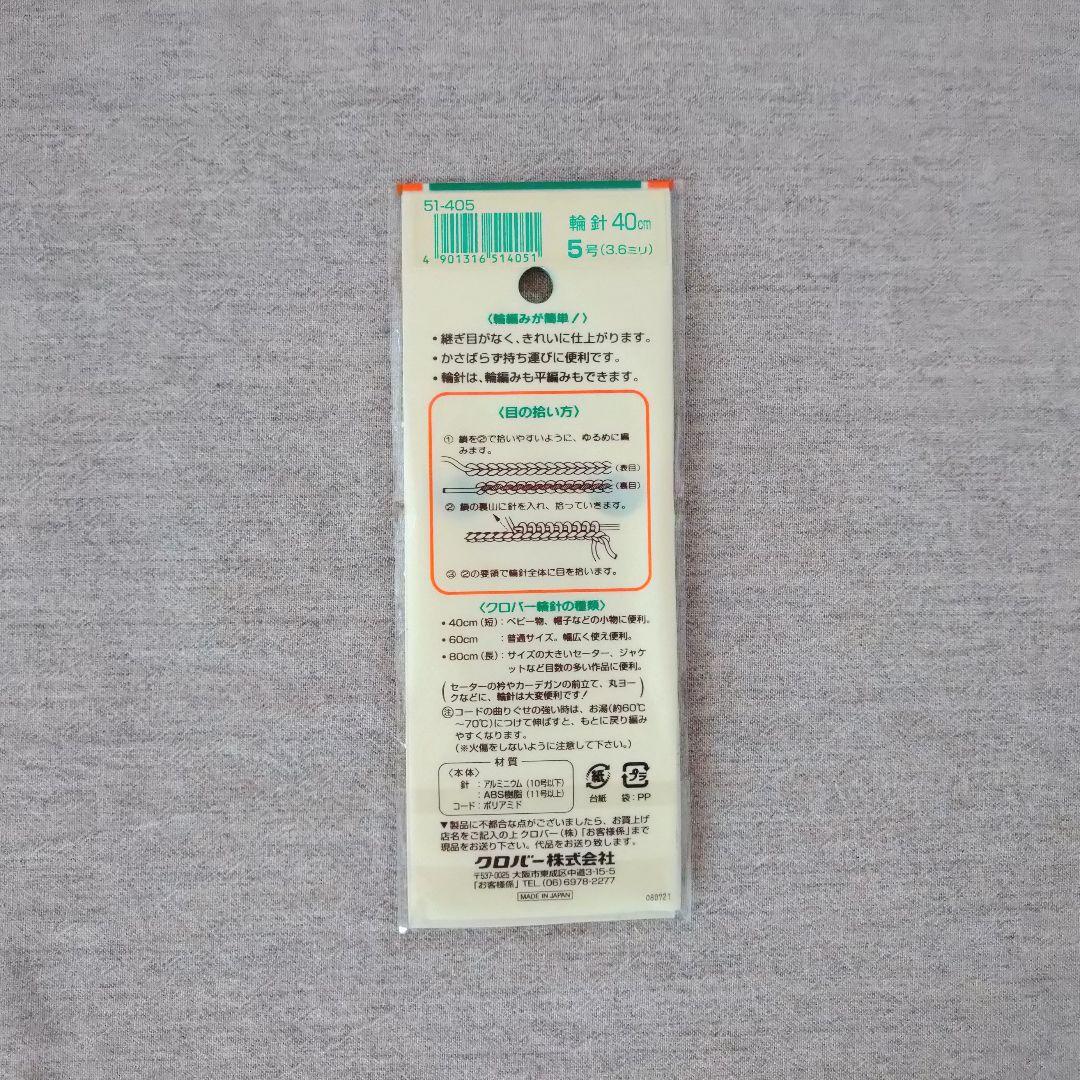 51-405
輪針 40cm
4 901316 514051
5号(3.6ミリ)
〈輪編みが簡単!〉
・継ぎ目がなく、きれいに仕上がります。
・かさばらず持ち運びに便利です。
・輪針は、輪編みも平編みもできます。
〈目の拾い方〉
① 鎖を②で拾いやすいように、ゆるめに編
みます。
(表目)
(裏目)
② 鎖の裏山に針を入れ、拾っていきます。
③ ②の要領で輪針全体に目を拾います。
〈クロバー輪針の種類〉
・40cm(短):ベビー物、帽子などの小物に便利。
・60cm :普通サイズ。幅広く使え便利。
・80cm(長):サイズの大きいセーター、ジャケ
ットなど目数の多い作品に便利。
(セーターの衿やカーデガンの前立て、丸ヨー
クなどに、輪針は大変便利です!)
㊟コードの曲りぐせの強い時は、お湯(約60℃
〜70℃)につけて伸ばすと、もとに戻り編み
やすくなります。
(※火傷をしないように注意して下さい。)
材質
〈本体〉
針 :アルミニウム(10号以下)
:ABS樹脂(11号以上)
コード:ポリアミド
紙 プラ
台紙 袋:PP
▼製品に不都合な点がございましたら、お買上げ
店名をご記入の上クロバー(株)「お客様係」まで
現品をお送り下さい。代品をお送り致します。
クロバー株式会社
〒537-0025 大阪市東成区中道3-15-5
「お客様係」TEL(06)6978-2277
MADE IN JAPAN
080721